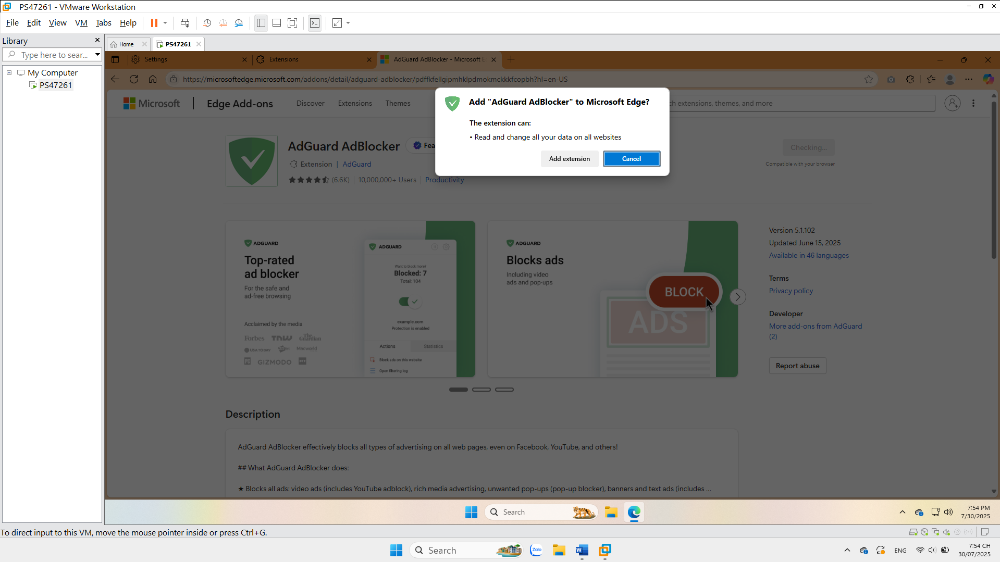 PS47261 - VMware Workstation
File Edit View VM Tabs Help
Library
Type here to sear...
My Computer
PS47261
Home
PS47261
Settings
Extensions
AdGuard AdBlocker - Microsoft E
https://microsoftedge.microsoft.com/addons/detail/adguard-adblocker/pdffkfellgipmhklpdmokmckkkfcopbh?hl=en-US
Microsoft
Edge Add-ons
Discover
Extensions
Themes
ch extensions, themes, and more
Add "AdGuard AdBlocker" to Microsoft Edge?
The extension can:
• Read and change all your data on all websites
Add extension
Cancel
AdGuard AdBlocker
Fea
Extension | AdGuard
(6.6K) 10,000,000+ Users Productivity
Checking...
Compatible with your browser
ADGUARD
Top-rated
ad blocker
For the safe and
ad-free browsing
Acclaimed by the media
Forbes TNW The Guardian
USA TODAY ZDNet Macworld
GIZMODO
ADGUARD
Want to block more?
Blocked: 7
Total: 104
example.com
Protection is enabled
Actions
Statistics
Block ads on this website
Open filtering log
ADGUARD
Blocks ads
Including video
ads and pop-ups
BLOCK
ADS
Version 5.1.102
Updated June 15, 2025
Available in 46 languages
Terms
Privacy policy
Developer
More add-ons from AdGuard
(2)
Report abuse
Description
AdGuard AdBlocker effectively blocks all types of advertising on all web pages, even on Facebook, YouTube, and others!
## What AdGuard AdBlocker does:
★ Blocks all ads: video ads (includes YouTube adblock), rich media advertising, unwanted pop-ups (pop-up blocker), banners and text ads (includes ...
Search
7:54 PM
7/30/2025
To direct input to this VM, move the mouse pointer inside or press Ctrl+G.
Search
Zalo
ENG
7:54 CH
30/07/2025